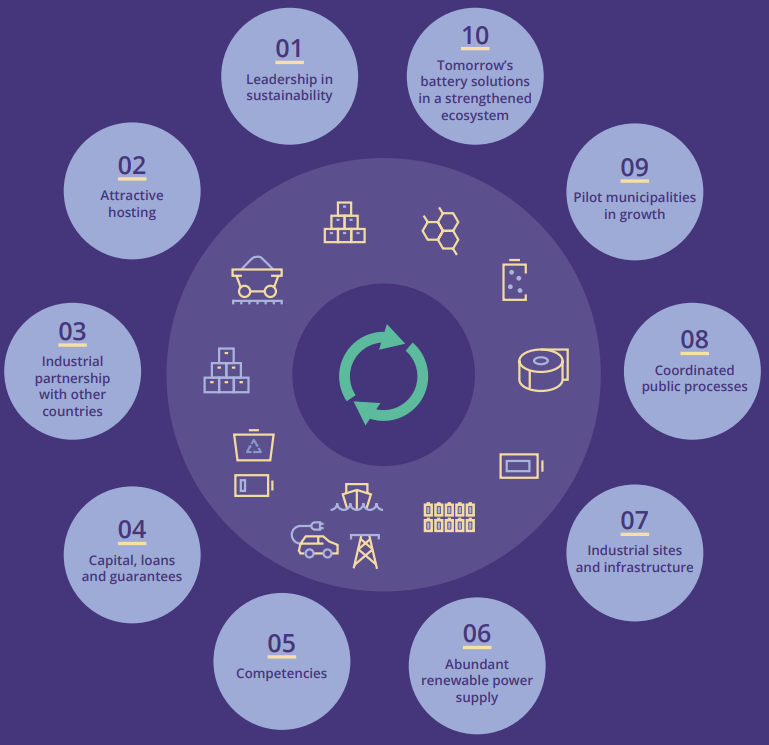 01
Leadership in
sustainability
02
Attractive
hosting
03
Industrial
partnership
with other
countries
04
Capital, loans
and guarantees
05
Competencies
06
Abundant
renewable power
supply
07
Industrial sites
and infrastructure
08
Coordinated
public processes
09
Pilot municipalities
in growth
10
Tomorrow's
battery solutions
in a strengthened
ecosystem